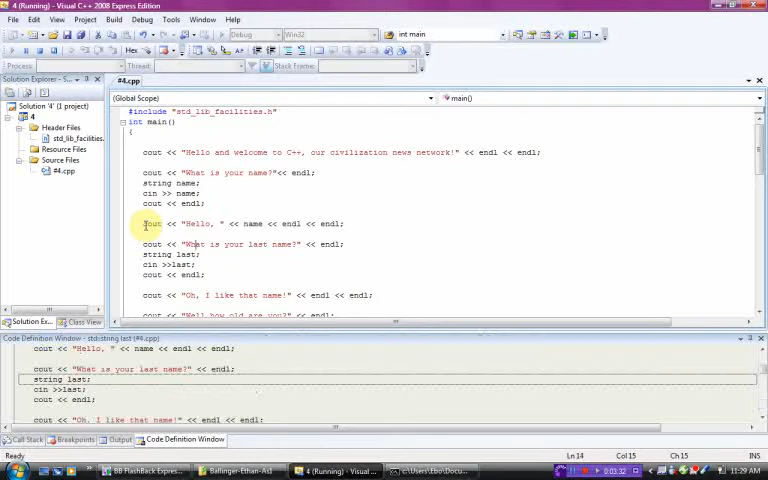 4 (Running) - Visual C++ 2008 Express Edition
File Edit View Project Build Debug Tools Window Help
Debug Win32 int main
Hex
Process: Thread: Stack Frame:
Solution Explorer - S...
#4.cpp
(Global Scope) main()
Solution '4' (1 project)
4
Header Files
std_lib_facilities.
Resource Files
Source Files
#4.cpp
#include "std_lib_facilities.h"
int main()
{
cout << "Hello and welcome to C++, our civilization news network!" << endl << endl;
cout << "What is your name?"<< endl;
string name;
cin >> name;
cout << endl;
cout << "Hello, " << name << endl << endl;
cout << "What is your last name?" << endl;
string last;
cin >>last;
cout << endl;
cout << "Oh, I like that name!" << endl << endl;
cout << "Well how old are you?" << endl;
Solution Ex... Class View
Code Definition Window - std::string last (#4.cpp)
cout << "Hello, " << name << endl << endl;
cout << "What is your last name?" << endl;
string last;
cin >>last;
cout << endl;
cout << "Oh, I like that name!" << endl << endl;
Call Stack Breakpoints Output Code Definition Window
Ln 14 Col 15 Ch 15 INS
BB FlashBack Expres... Ballinger-Ethan-As1 4 (Running) - Visual ... c:\Users\Ebo\Docu... 0:03:32 11:29 AM